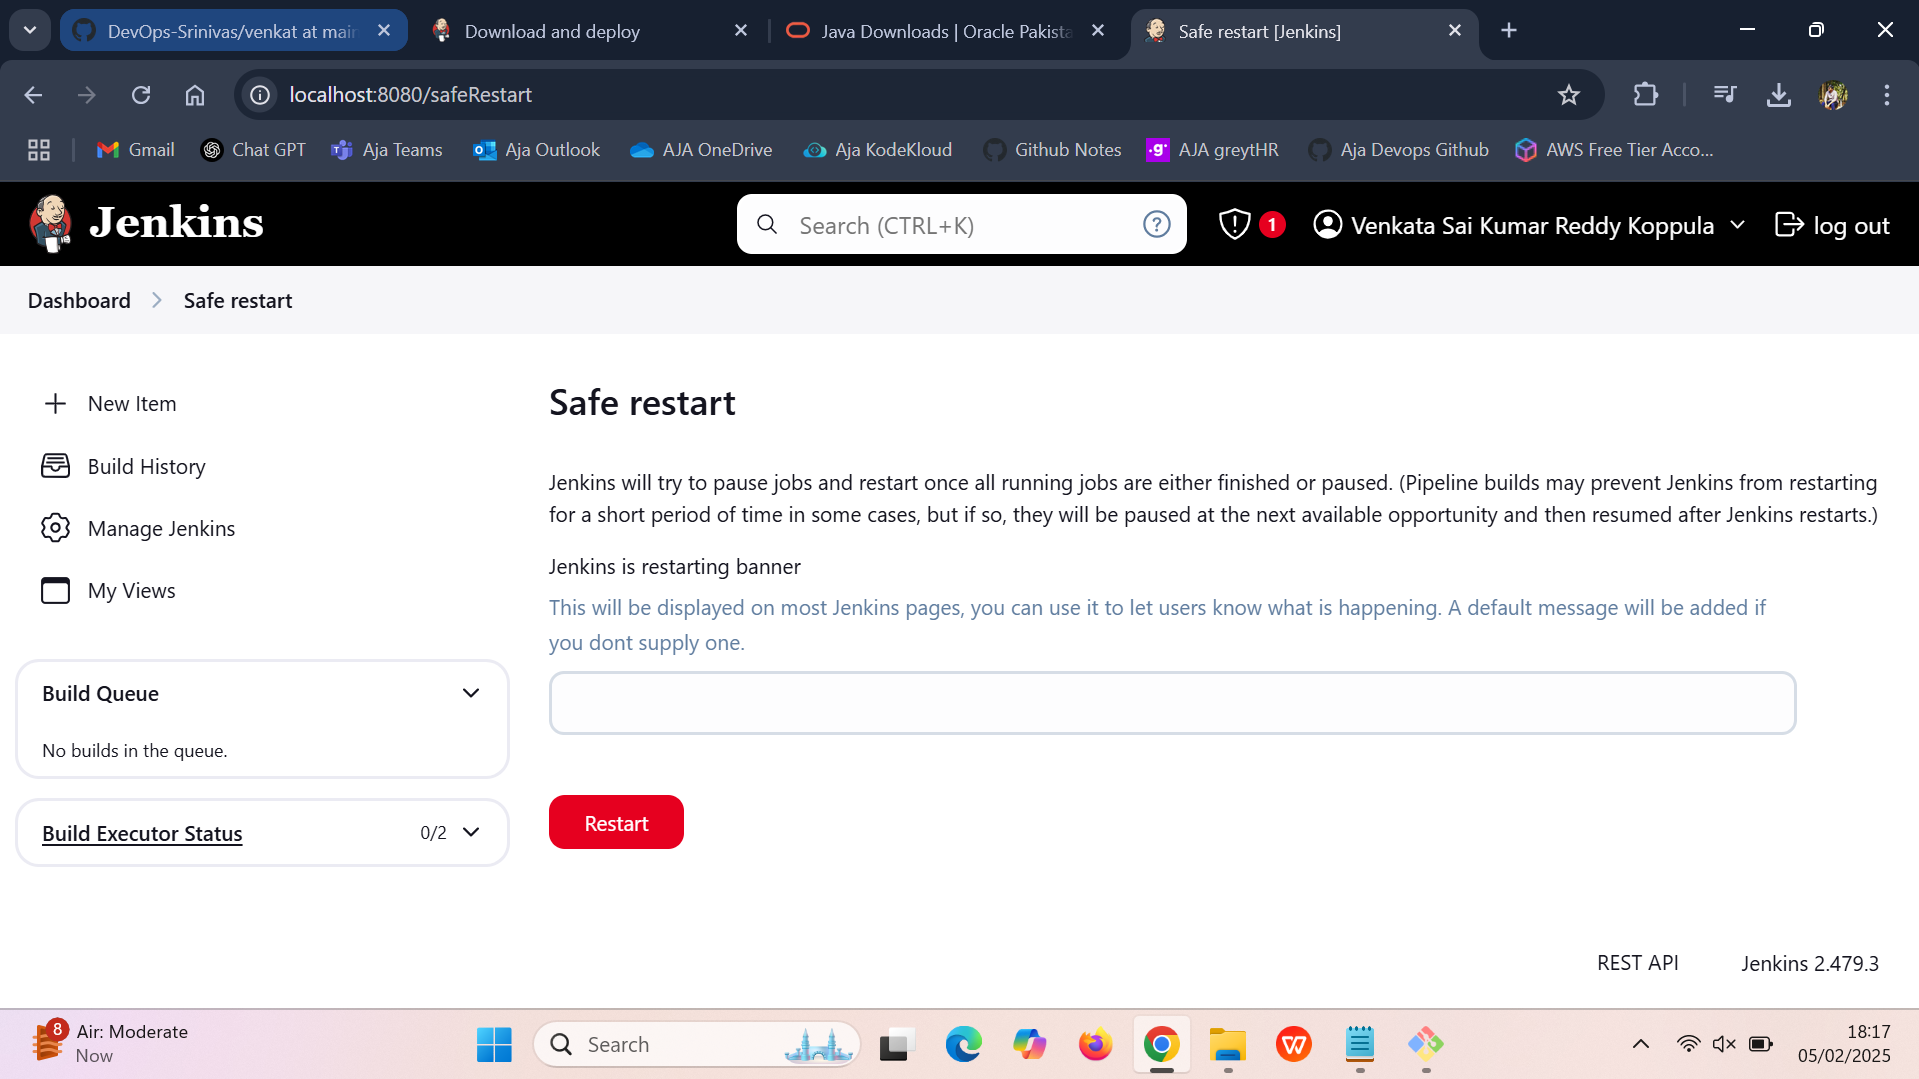 DevOps-Srinivas/venkat at mair
Download and deploy
Java Downloads | Oracle Pakista
Safe restart [Jenkins]
localhost:8080/safeRestart
Gmail
Chat GPT
Aja Teams
Aja Outlook
AJA OneDrive
Aja KodeKloud
Github Notes
.g
AJA greytHR
Aja Devops Github
AWS Free Tier Acco...
Jenkins
Search (CTRL+K)
?
1
Venkata Sai Kumar Reddy Koppula
log out
Dashboard
Safe restart
New Item
Build History
Manage Jenkins
My Views
Build Queue
No builds in the queue.
Build Executor Status
0/2
Safe restart
Jenkins will try to pause jobs and restart once all running jobs are either finished or paused. (Pipeline builds may prevent Jenkins from restarting
for a short period of time in some cases, but if so, they will be paused at the next available opportunity and then resumed after Jenkins restarts.)
Jenkins is restarting banner
This will be displayed on most Jenkins pages, you can use it to let users know what is happening. A default message will be added if
you dont supply one.
Restart
REST API
Jenkins 2.479.3
8
Air: Moderate
Now
Search
18:17
05/02/2025